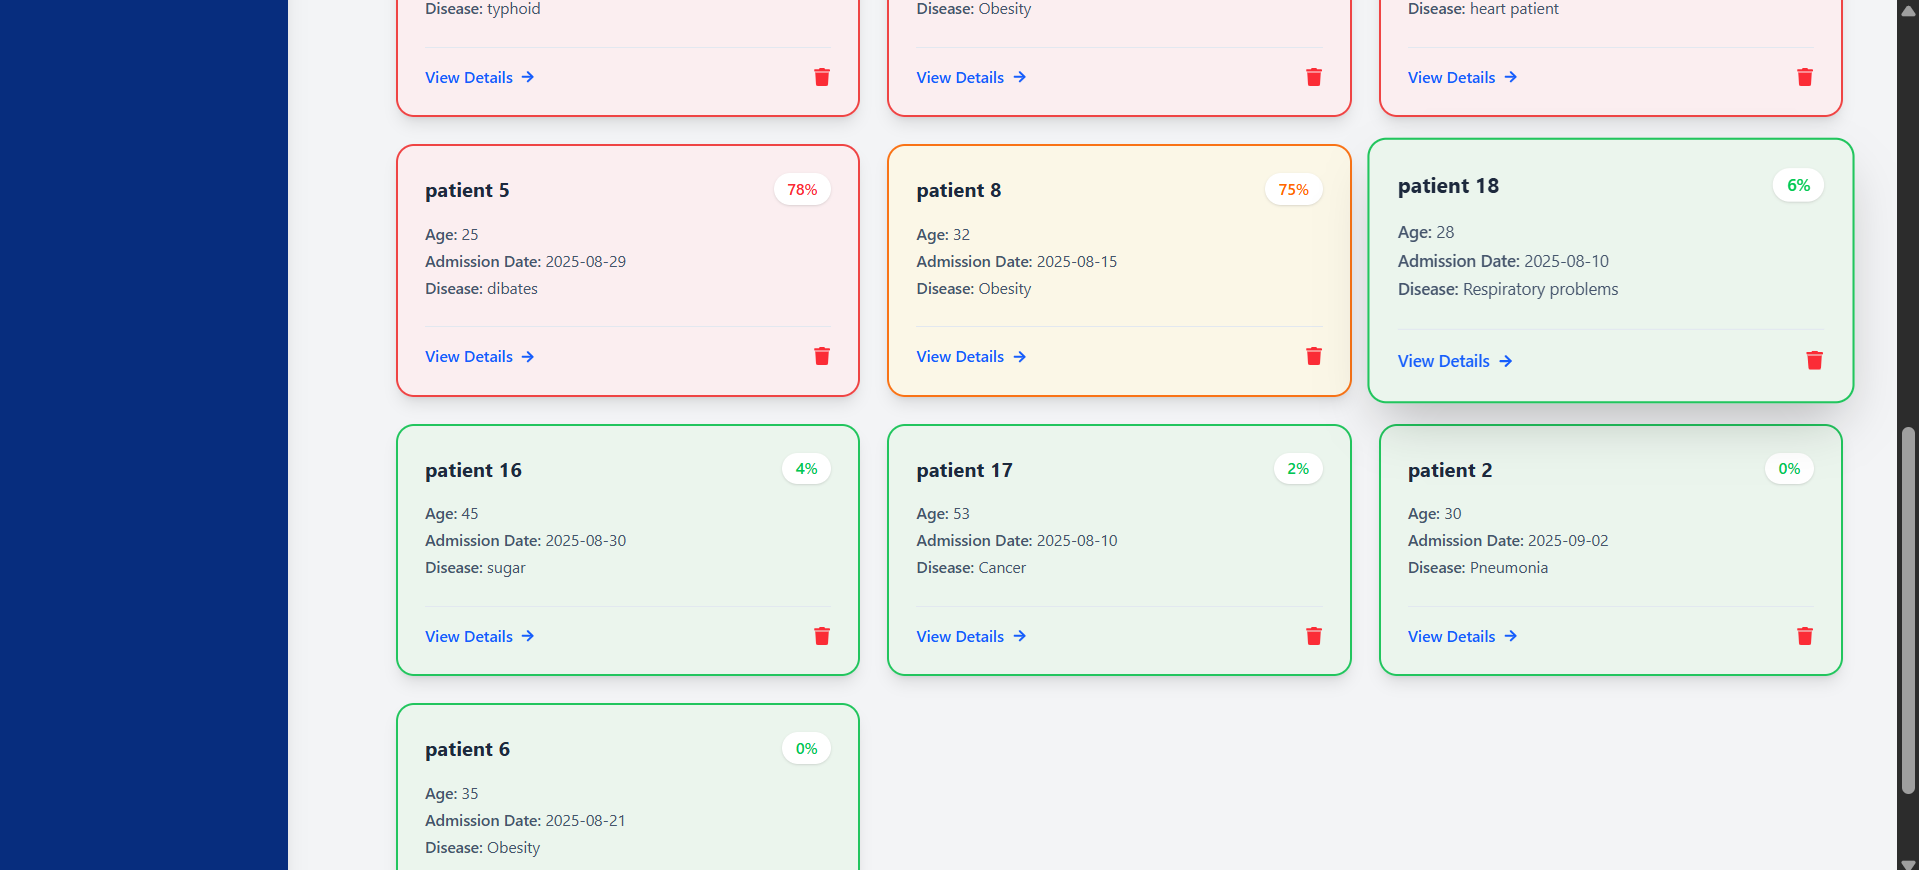 Disease: typhoid
View Details →
Disease: Obesity
View Details →
Disease: heart patient
View Details →
patient 5
78%
Age: 25
Admission Date: 2025-08-29
Disease: dibates
View Details →
patient 8
75%
Age: 32
Admission Date: 2025-08-15
Disease: Obesity
View Details →
patient 18
6%
Age: 28
Admission Date: 2025-08-10
Disease: Respiratory problems
View Details →
patient 16
4%
Age: 45
Admission Date: 2025-08-30
Disease: sugar
View Details →
patient 17
2%
Age: 53
Admission Date: 2025-08-10
Disease: Cancer
View Details →
patient 2
0%
Age: 30
Admission Date: 2025-09-02
Disease: Pneumonia
View Details →
patient 6
0%
Age: 35
Admission Date: 2025-08-21
Disease: Obesity